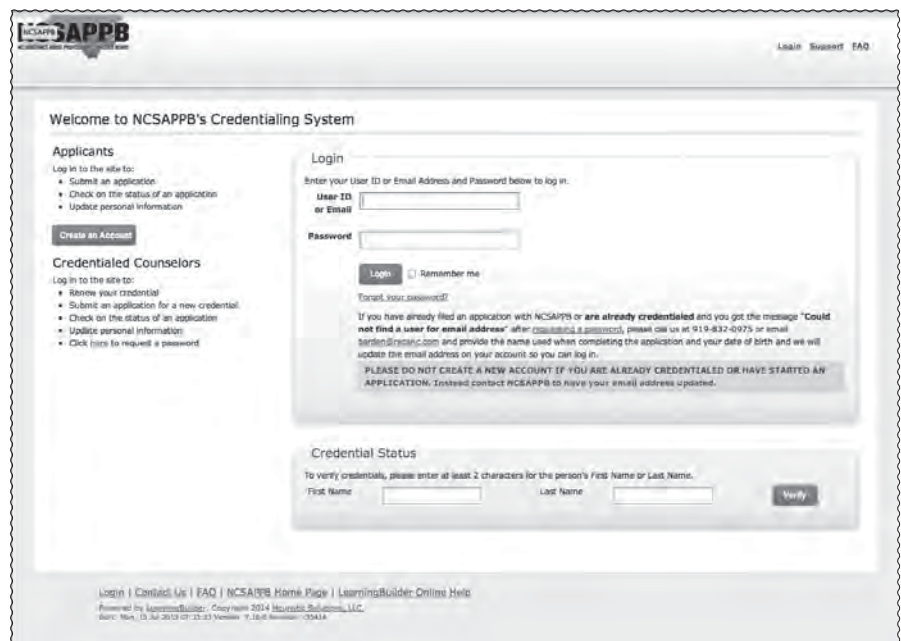 NCSAPPB
NCSAPPB
Login Support FAQ
Welcome to NCSAPPB's Credentialing System
Applicants
Log in to the site to:
• Submit an application
• Check on the status of an application
• Update personal information
Create an Account
Credentialed Counselors
Log in to the site to:
• Renew your credential
• Submit an application for a new credential
• Check on the status of an application
• Update personal information
• Click here to request a password
Login
Enter your User ID or Email Address and Password below to log in.
User ID
or Email
Password
Login Remember me
Forgot your password?
If you have already filed an application with NCSAPPB or are already credentialed and you got the message "Could
not find a user for email address" after requesting a password, please call us at 919-832-0975 or email
barden@recanc.com and provide the name used when completing the application and your date of birth and we will
update the email address on your account so you can log in.
PLEASE DO NOT CREATE A NEW ACCOUNT IF YOU ARE ALREADY CREDENTIALED OR HAVE STARTED AN
APPLICATION. Instead contact NCSAPPB to have your email address updated.
Credential Status
To verify credentials, please enter at least 2 characters for the person's First Name or Last Name.
First Name Last Name Verify
Login | Contact Us | FAQ | NCSAPPB Home Page | LearningBuilder Online Help
Powered by LearningBuilder. Copyright 2014 Heuristic Solutions, LLC.